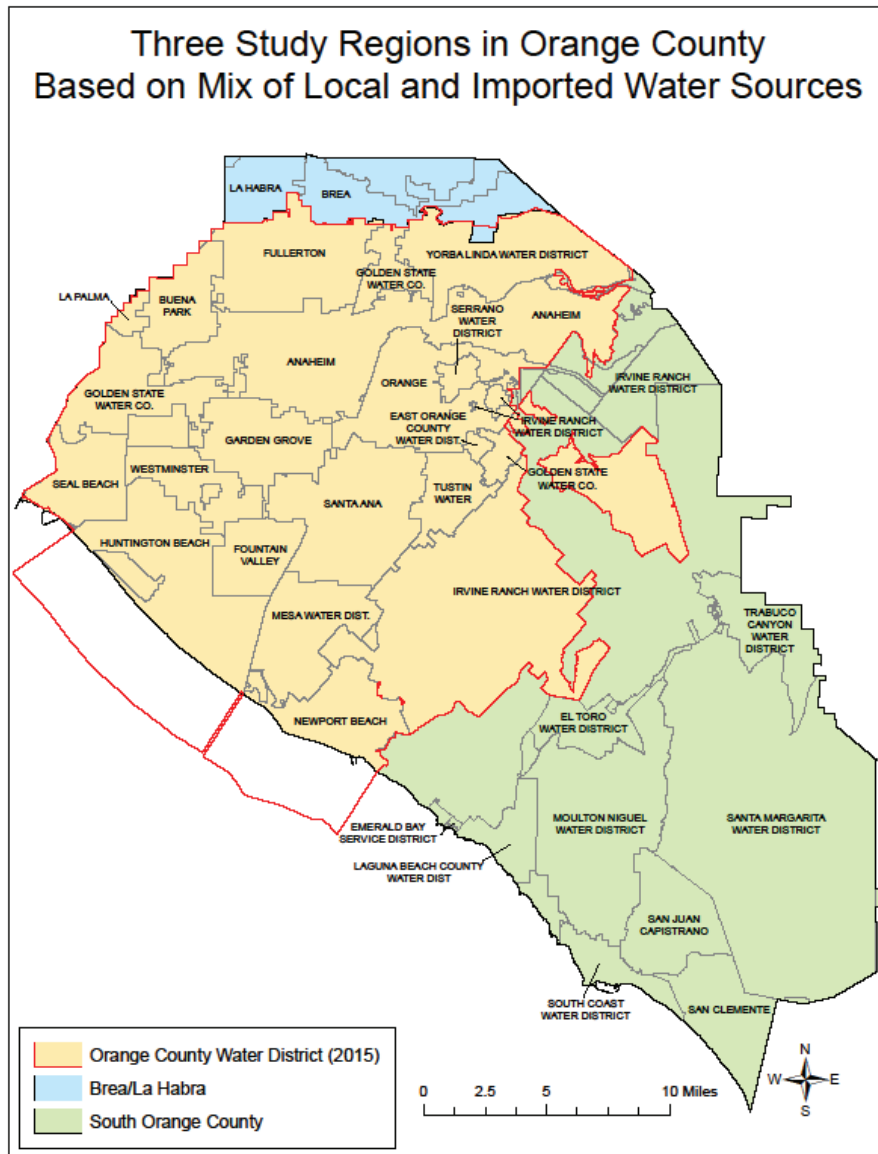 Three Study Regions in Orange County
Based on Mix of Local and Imported Water Sources
LA HABRA
BREA
FULLERTON
YORBA LINDA WATER DISTRICT
GOLDEN STATE
WATER CO.
LA PALMA
BUENA
PARK
SERRANO
WATER
DISTRICT
ANAHEIM
ANAHEIM
ORANGE
IRVINE RANCH
WATER DISTRICT
GOLDEN STATE
WATER CO.
EAST ORANGE
COUNTY
WATER DIST.
IRVINE RANCH
WATER DISTRICT
GARDEN GROVE
WESTMINSTER
SEAL BEACH
GOLDEN STATE
WATER CO.
TUSTIN
WATER
SANTA ANA
HUNTINGTON BEACH
FOUNTAIN
VALLEY
IRVINE RANCH WATER DISTRICT
MESA WATER DIST.
TRABUCO
CANYON
WATER
DISTRICT
NEWPORT BEACH
EL TORO
WATER DISTRICT
EMERALD BAY
SERVICE DISTRICT
MOULTON NIGUEL
WATER DISTRICT
SANTA MARGARITA
WATER DISTRICT
LAGUNA BEACH COUNTY
WATER DIST
SAN JUAN
CAPISTRANO
SOUTH COAST
WATER DISTRICT
SAN CLEMENTE
Orange County Water District (2015)
Brea/La Habra
South Orange County
0 2.5 5 10 Miles
N
W E
S